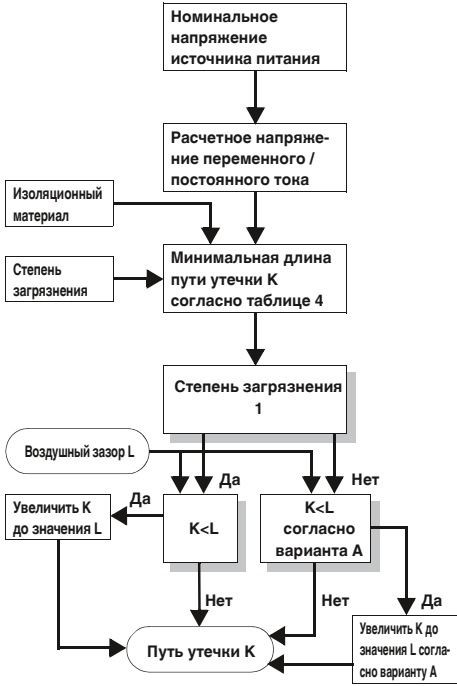 Номинальное
напряжение
источника питания
Расчетное напряже-
ние переменного /
постоянного тока
Изоляционный
материал
Минимальная длина
пути утечки K
согласно таблице 4
Степень
загрязнения
Степень загрязнения
1
Воздушный зазор L
Да
Нет
Увеличить K
до значения L
Да
K<L
K<L
согласно
варианта A
Нет
Нет
Да
Путь утечки K
Увеличить K до
значения L согла-
сно варианту A